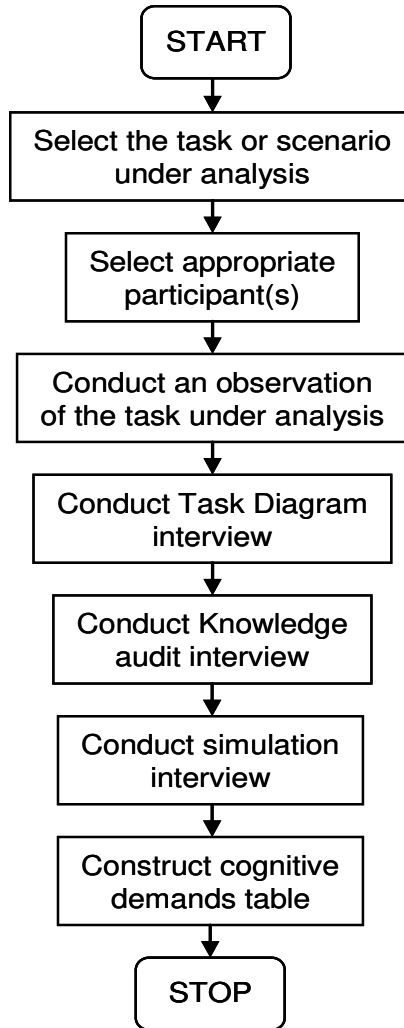 START
Select the task or scenario
under analysis
Select appropriate
participant(s)
Conduct an observation
of the task under analysis
Conduct Task Diagram
interview
Conduct Knowledge
audit interview
Conduct simulation
interview
Construct cognitive
demands table
STOP